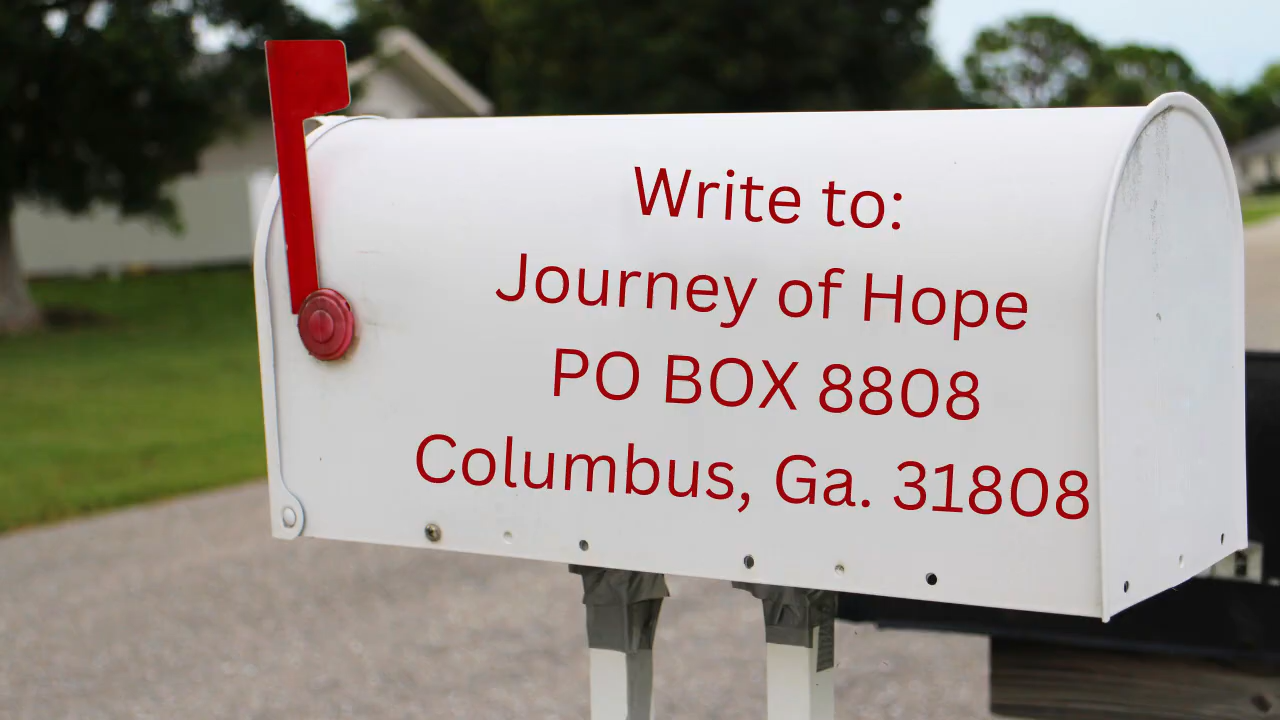 Write to:
Journey of Hope
PO BOX 8808
Columbus, Ga. 31808